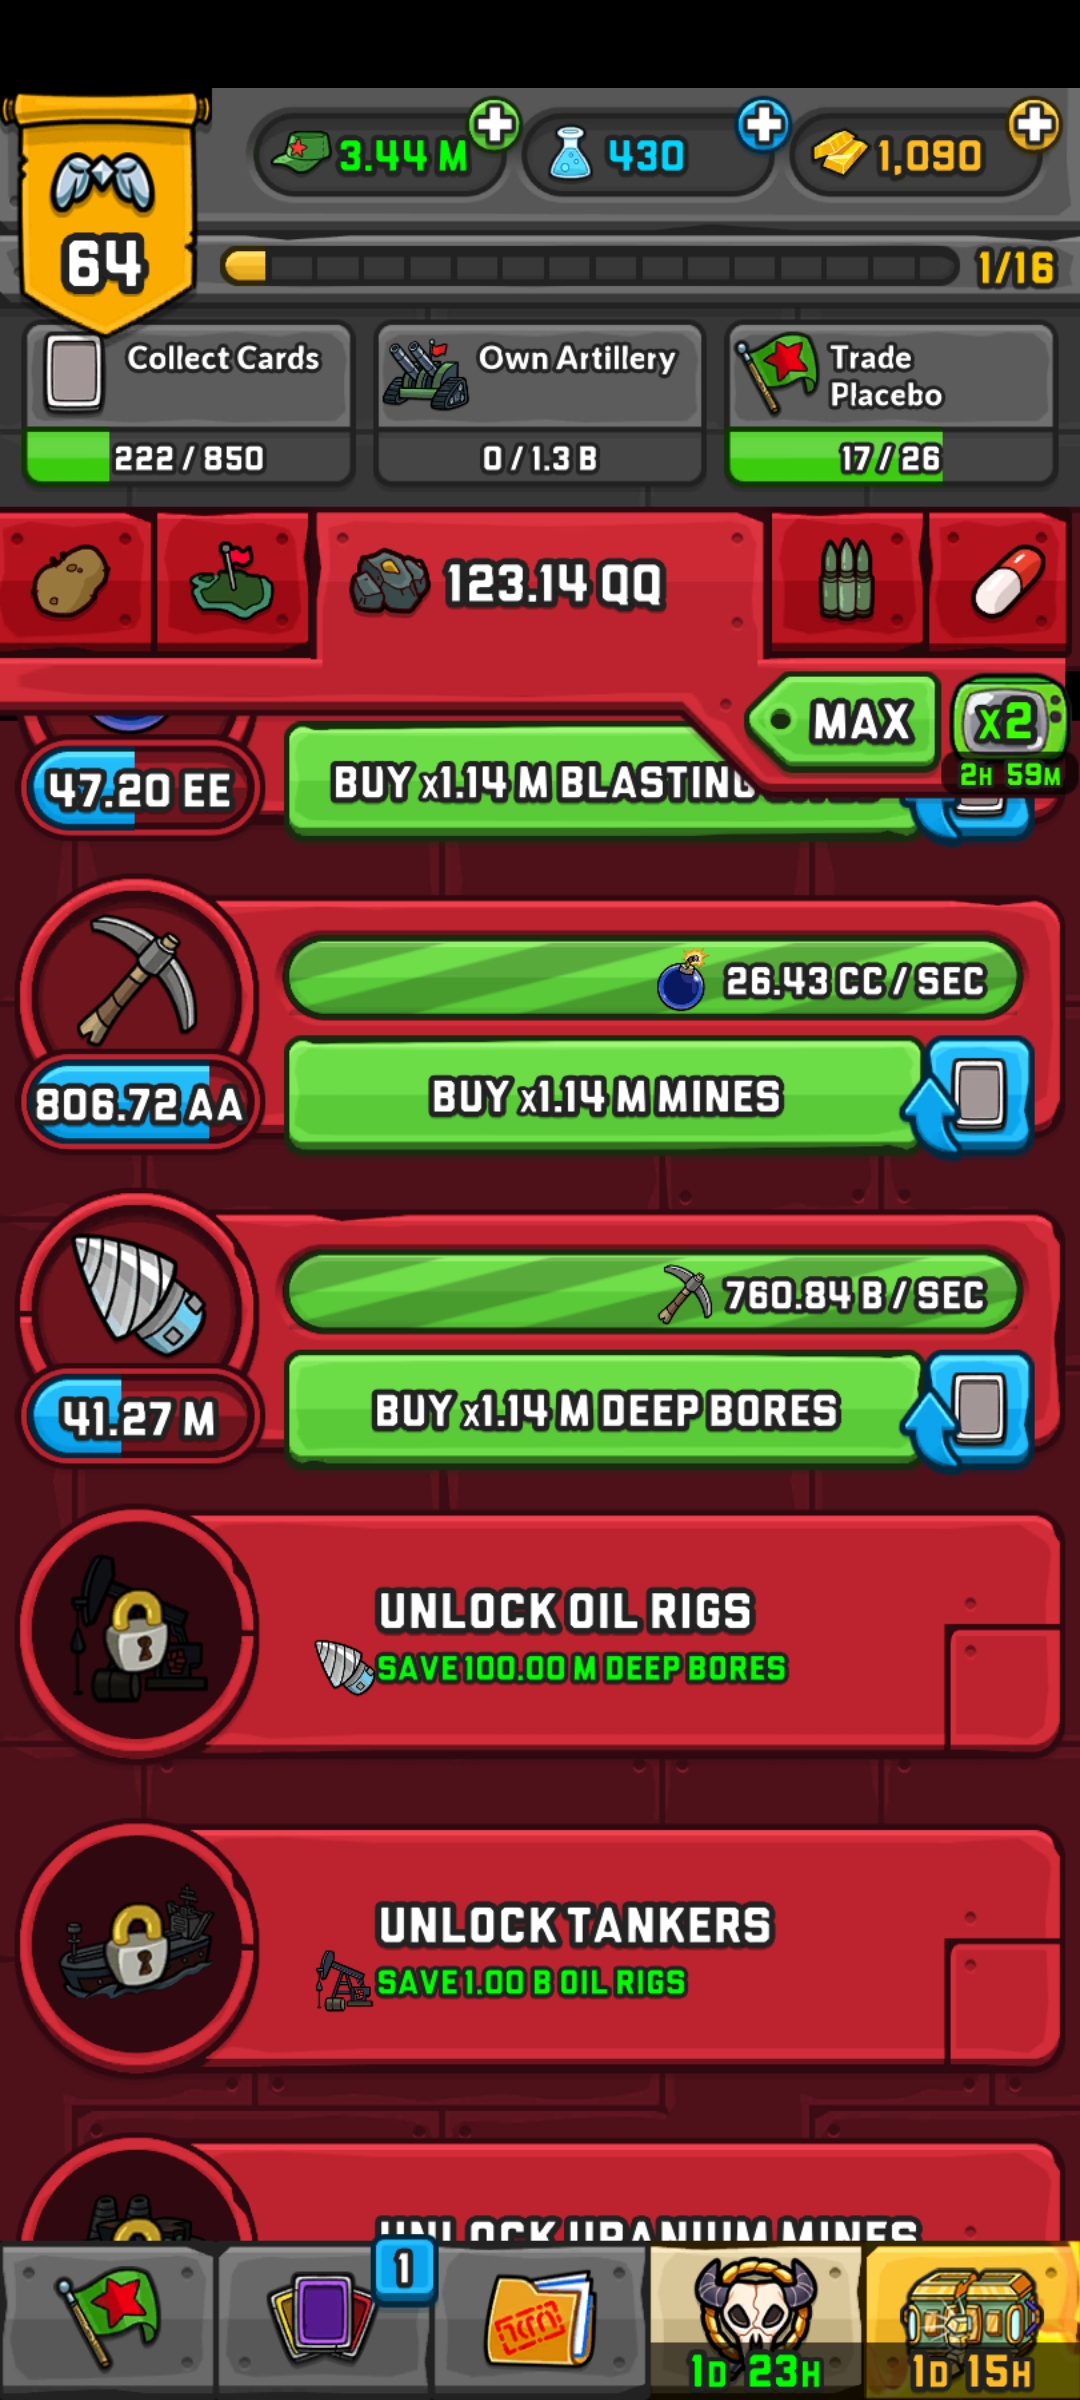 3.44 M
430
1,090
64
1/16
Collect Cards
222 / 850
Own Artillery
0 / 1.3 B
Trade
Placebo
17 / 26
123.14 QQ
MAX
X2
2H 59M
47.20 EE
BUY x1.14 M BLASTING
26.43 CC / SEC
806.72 AA
BUY x1.14 M MINES
760.84 B / SEC
41.27 M
BUY x1.14 M DEEP BORES
UNLOCK OIL RIGS
SAVE 100.00 M DEEP BORES
UNLOCK TANKERS
SAVE 1.00 B OIL RIGS
UNLOCK URANIUM MINES
1
1D 23H
1D 15H